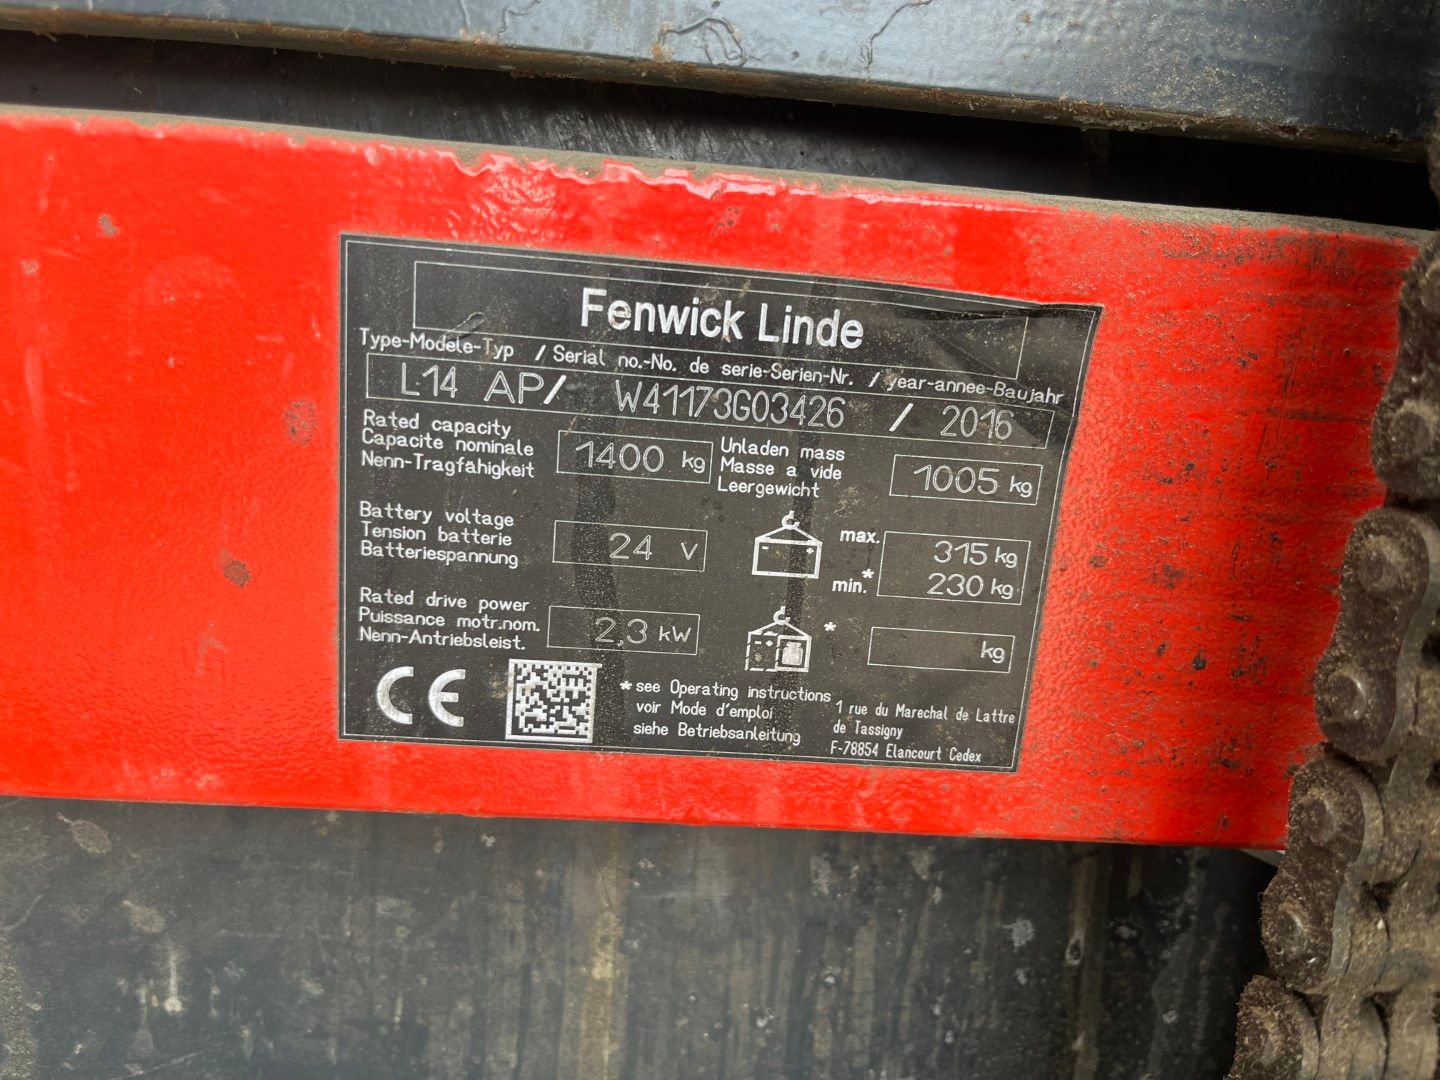 Fenwick Linde
Type-Modele-Typ / Serial no.-No. de serie-Serien-Nr. / year-annee-Baujahr
L14 AP/ W41173G03426 / 2016
Rated capacity
Capacite nominale
Nenn-Tragfähigkeit
1400 kg
Unladen mass
Masse a vide
Leergewicht
1005 kg
Battery voltage
Tension batterie
Batteriespannung
24 V
max. 315 kg
min.* 230 kg
Rated drive power
Puissance motr.nom.
Nenn-Antriebsleist.
2,3 kW
* kg
CE
*see Operating instructions
voir Mode d'emploi
siehe Betriebsanleitung
1 rue du Marechal de Lattre
de Tassigny
F-78854 Elancourt Cedex